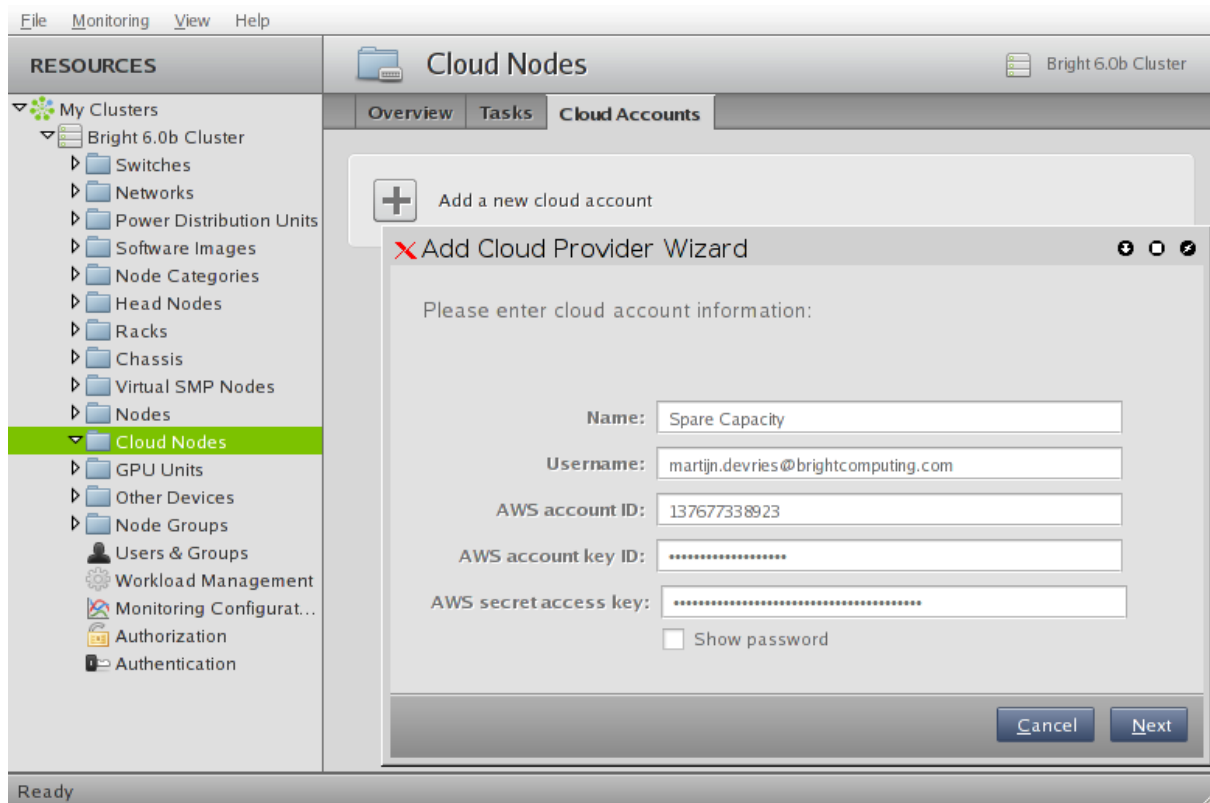 File Monitoring View Help
RESOURCES
My Clusters
Bright 6.0b Cluster
Switches
Networks
Power Distribution Units
Software Images
Node Categories
Head Nodes
Racks
Chassis
Virtual SMP Nodes
Nodes
Cloud Nodes
GPU Units
Other Devices
Node Groups
Users & Groups
Workload Management
Monitoring Configurat...
Authorization
Authentication
Cloud Nodes
Bright 6.0b Cluster
Overview Tasks Cloud Accounts
Add a new cloud account
Add Cloud Provider Wizard
Please enter cloud account information:
Name: Spare Capacity
Username: martijn.devries@brightcomputing.com
AWS account ID: 137677338923
AWS account key ID: •••••••••••••••••••
AWS secret access key: ••••••••••••••••••••••••••••••••••••••••
Show password
Cancel Next
Ready